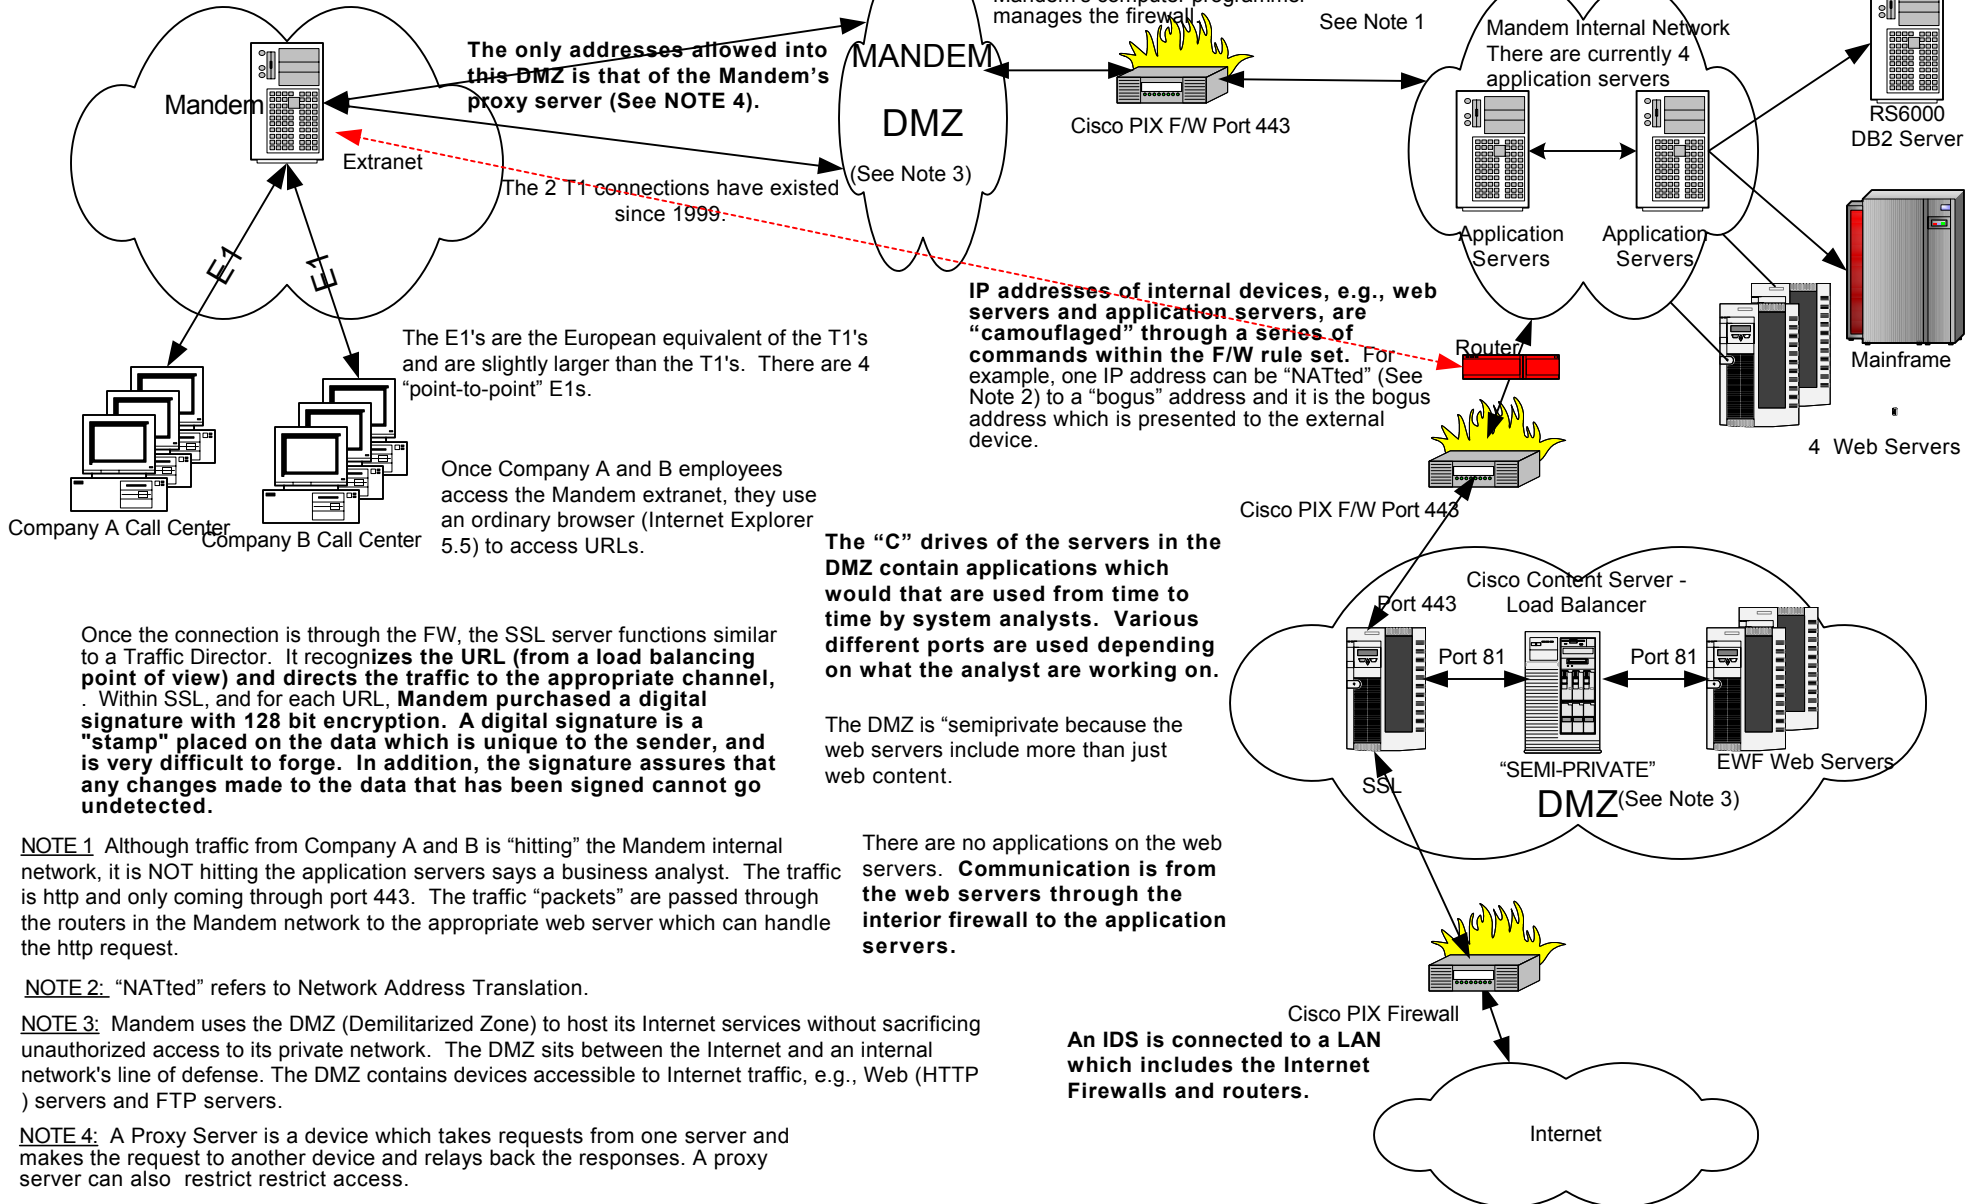 Mandem's computer programmer
manages the firewall.
See Note 1
Mandem Internal Network
There are currently 4
application servers
The only addresses allowed into
this DMZ is that of the Mandem's
proxy server (See NOTE 4).
MANDEM
DMZ
(See Note 3)
Mandem
Extranet
Cisco PIX F/W Port 443
RS6000
DB2 Server
The 2 T1 connections have existed
since 1999.
Application
Servers
Application
Servers
E1
E1
IP addresses of internal devices, e.g., web
servers and application servers, are
“camouflaged” through a series of
commands within the F/W rule set.  For
example, one IP address can be “NATted” (See
Note 2) to a “bogus” address and it is the bogus
address which is presented to the external
device.
Router
Mainframe
4  Web Servers
The E1's are the European equivalent of the T1's
and are slightly larger than the T1's.  There are 4
“point-to-point” E1s.
Company A Call Center
Company B Call Center
Once Company A and B employees
access the Mandem extranet, they use
an ordinary browser (Internet Explorer
5.5) to access URLs.
Cisco PIX F/W Port 443
The “C” drives of the servers in the
DMZ contain applications which
would that are used from time to
time by system analysts.  Various
different ports are used depending
on what the analyst are working on.
The DMZ is “semiprivate because the
web servers include more than just
web content.
Cisco Content Server -
Load Balancer
Port 443
Port 81
Port 81
SSL
“SEMI-PRIVATE”
DMZ (See Note 3)
EWF Web Servers
Once the connection is through the FW, the SSL server functions similar
to a Traffic Director.  It recognizes the URL (from a load balancing
point of view) and directs the traffic to the appropriate channel,
.  Within SSL, and for each URL, Mandem purchased a digital
signature with 128 bit encryption.  A digital signature is a
"stamp" placed on the data which is unique to the sender, and
is very difficult to forge.  In addition, the signature assures that
any changes made to the data that has been signed cannot go
undetected.
NOTE 1  Although traffic from Company A and B is “hitting” the Mandem internal
network, it is NOT hitting the application servers says a business analyst.  The traffic
is http and only coming through port 443.  The traffic “packets” are passed through
the routers in the Mandem network to the appropriate web server which can handle
the http request.
There are no applications on the web
servers.  Communication is from
the web servers through the
interior firewall to the application
servers.
NOTE 2:  “NATted” refers to Network Address Translation.
NOTE 3:  Mandem uses the DMZ (Demilitarized Zone) to host its Internet services without sacrificing
unauthorized access to its private network.  The DMZ sits between the Internet and an internal
network's line of defense. The DMZ contains devices accessible to Internet traffic, e.g., Web (HTTP
) servers and FTP servers.
NOTE 4:  A Proxy Server is a device which takes requests from one server and
makes the request to another device and relays back the responses. A proxy
server can also  restrict restrict access.
Cisco PIX Firewall
An IDS is connected to a LAN
which includes the Internet
Firewalls and routers.
Internet